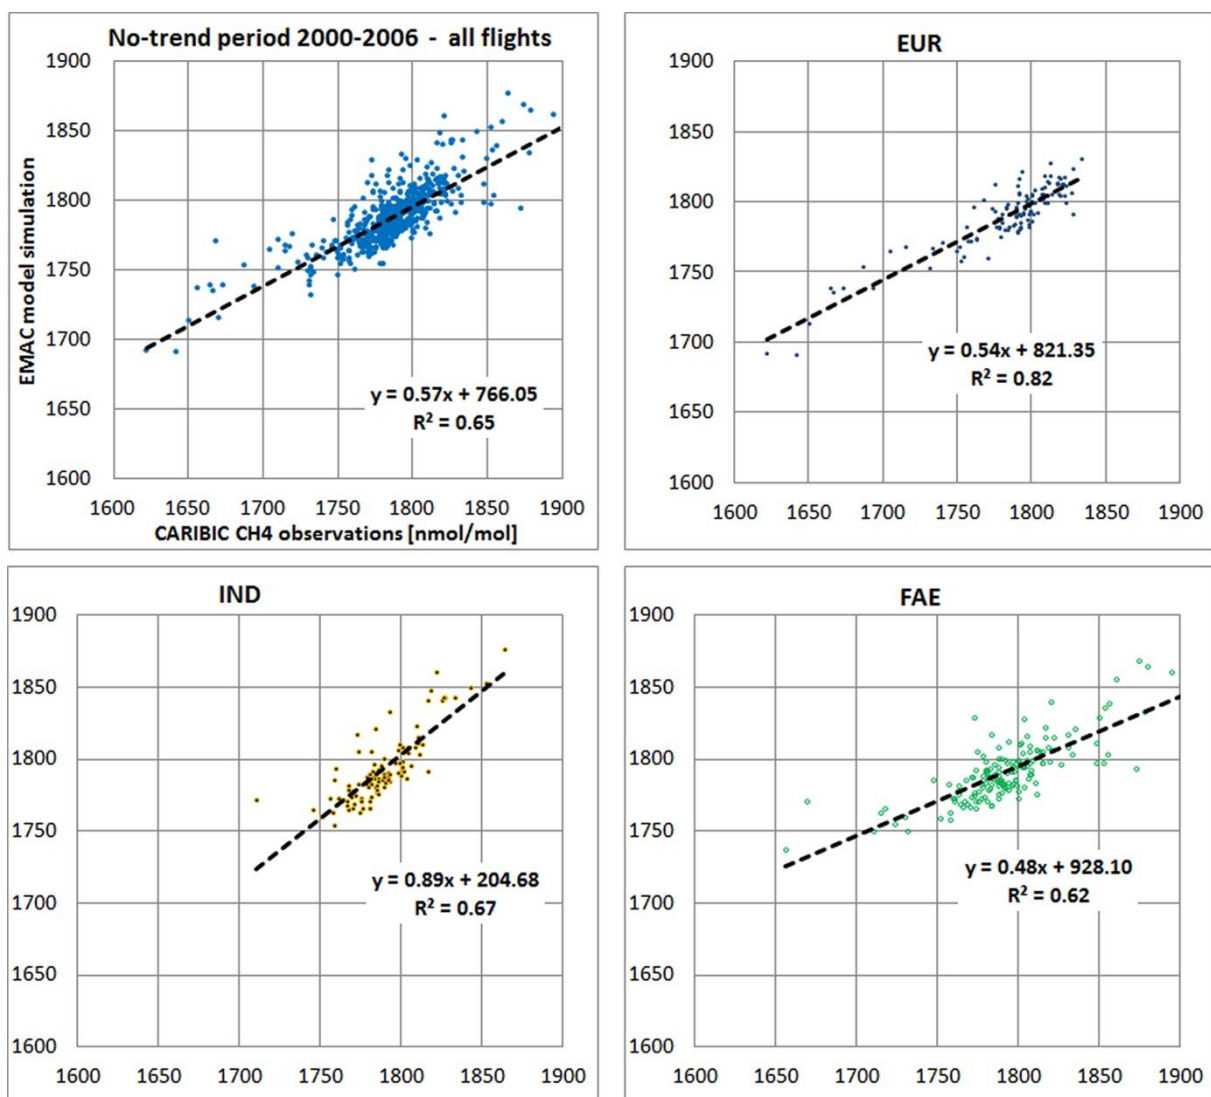 No-trend period 2000-2006 - all flights
1900
1850
1800
1750
1700
1650
1600
EMAC model simulation
y = 0.57x + 766.05
R² = 0.65
1600 1650 1700 1750 1800 1850 1900
CARIBIC CH4 observations [nmol/mol]
EUR
1900
1850
1800
1750
1700
1650
1600
y = 0.54x + 821.35
R² = 0.82
1600 1650 1700 1750 1800 1850 1900
IND
1900
1850
1800
1750
1700
1650
1600
y = 0.89x + 204.68
R² = 0.67
1600 1650 1700 1750 1800 1850 1900
FAE
1900
1850
1800
1750
1700
1650
1600
y = 0.48x + 928.10
R² = 0.62
1600 1650 1700 1750 1800 1850 1900